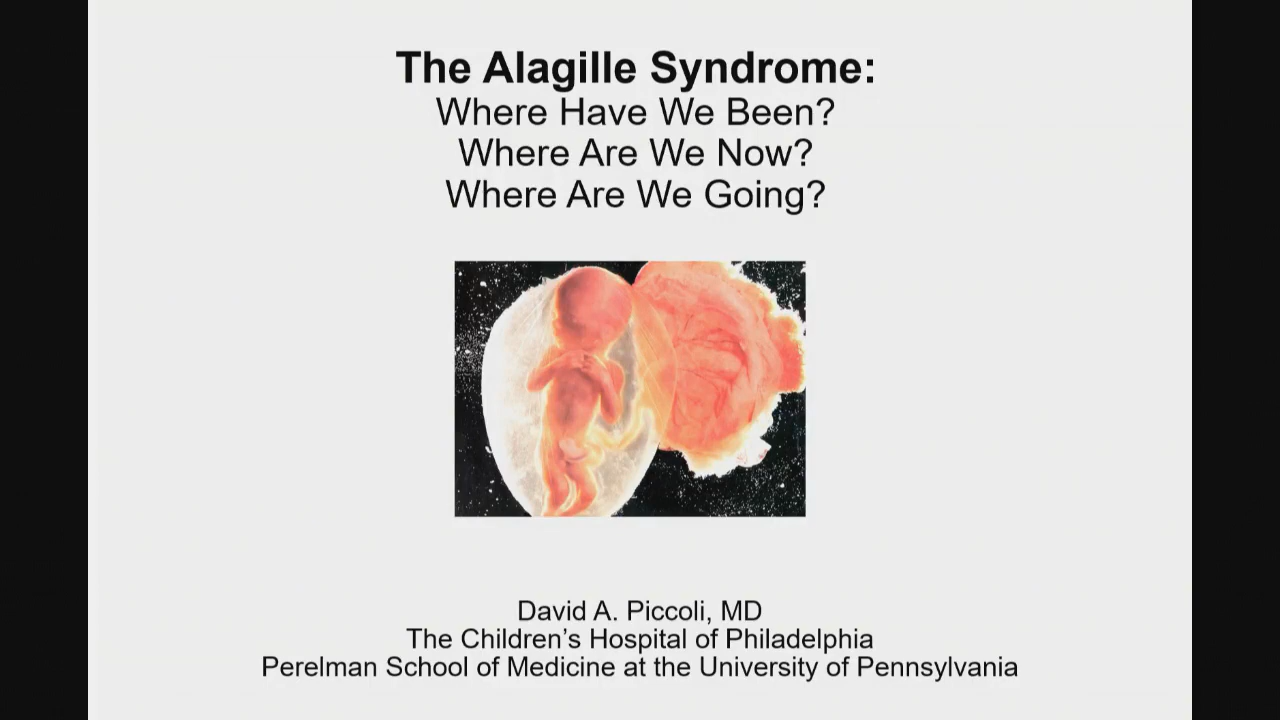 The Alagille Syndrome:
Where Have We Been?
Where Are We Now?
Where Are We Going?
David A. Piccoli, MD
The Children's Hospital of Philadelphia
Perelman School of Medicine at the University of Pennsylvania